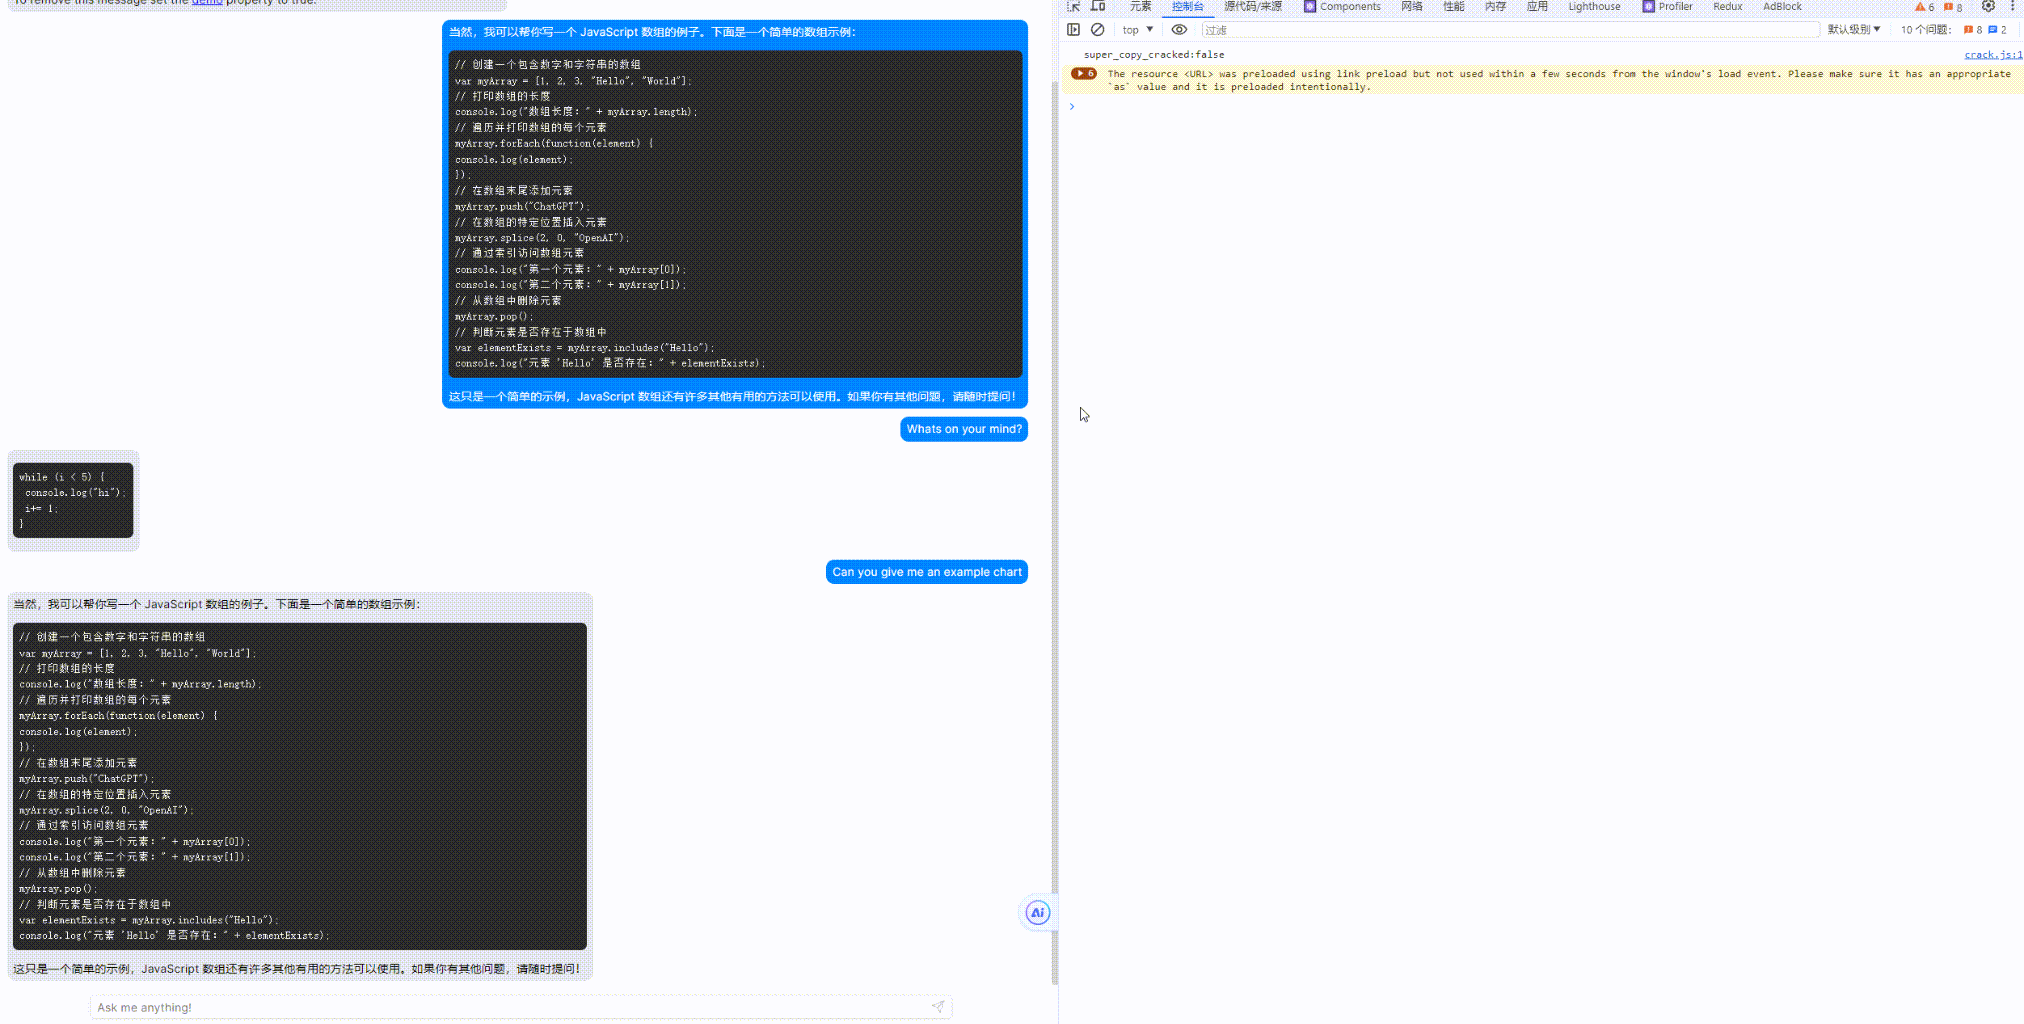 To remove this message set the demo property to true.
当然，我可以帮你写一个 JavaScript 数组的例子。下面是一个简单的数组示例：
// 创建一个包含数字和字符串的数组
var myArray = [1, 2, 3, "Hello", "World"];
// 打印数组的长度
console.log("数组长度：" + myArray.length);
// 遍历并打印数组的每个元素
myArray.forEach(function(element) {
console.log(element);
});
// 在数组末尾添加元素
myArray.push("ChatGPT");
// 在数组的特定位置插入元素
myArray.splice(2, 0, "OpenAI");
// 通过索引访问数组元素
console.log("第一个元素：" + myArray[0]);
console.log("第二个元素：" + myArray[1]);
// 从数组中删除元素
myArray.pop();
// 判断元素是否存在于数组中
var elementExists = myArray.includes("Hello");
console.log("元素 'Hello' 是否存在：" + elementExists);
这只是一个简单的示例，JavaScript 数组还有许多其他有用的方法可以使用。如果你有其他问题，请随时提问！
Whats on your mind?
while (i < 5) {
 console.log("hi");
 i+= 1;
}
Can you give me an example chart
当然，我可以帮你写一个 JavaScript 数组的例子。下面是一个简单的数组示例：
// 创建一个包含数字和字符串的数组
var myArray = [1, 2, 3, "Hello", "World"];
// 打印数组的长度
console.log("数组长度：" + myArray.length);
// 遍历并打印数组的每个元素
myArray.forEach(function(element) {
console.log(element);
});
// 在数组末尾添加元素
myArray.push("ChatGPT");
// 在数组的特定位置插入元素
myArray.splice(2, 0, "OpenAI");
// 通过索引访问数组元素
console.log("第一个元素：" + myArray[0]);
console.log("第二个元素：" + myArray[1]);
// 从数组中删除元素
myArray.pop();
// 判断元素是否存在于数组中
var elementExists = myArray.includes("Hello");
console.log("元素 'Hello' 是否存在：" + elementExists);
这只是一个简单的示例，JavaScript 数组还有许多其他有用的方法可以使用。如果你有其他问题，请随时提问！
Ai
Ask me anything!
元素 控制台 源代码/来源 Components 网络 性能 内存 应用 Lighthouse Profiler Redux AdBlock 6 8
top 过滤 默认级别 10 个问题： 8 2
super_copy_cracked:false crack.js:1
6 The resource <URL> was preloaded using link preload but not used within a few seconds from the window's load event. Please make sure it has an appropriate
`as` value and it is preloaded intentionally.